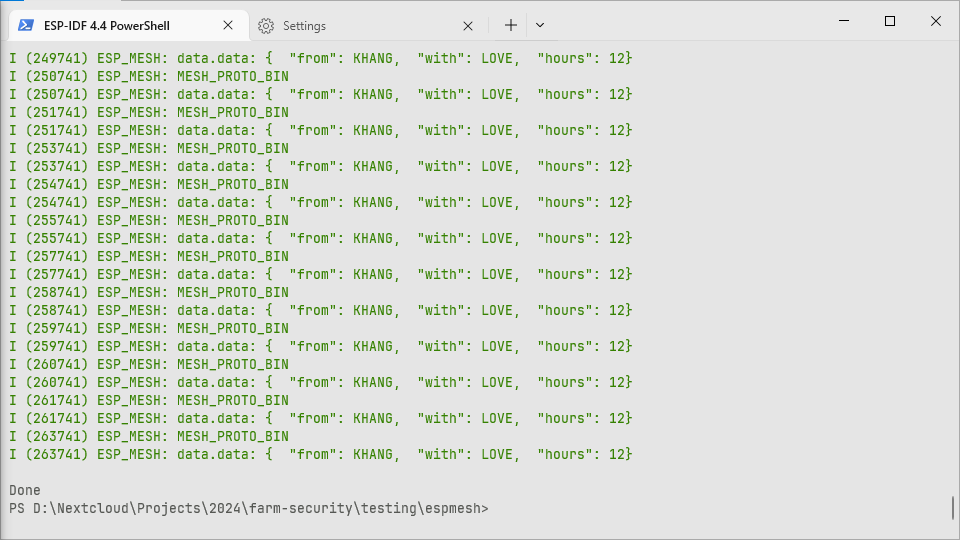 ESP-IDF 4.4 PowerShell
Settings
I (249741) ESP_MESH: data.data: {  "from": KHANG,  "with": LOVE,  "hours": 12}
I (250741) ESP_MESH: MESH_PROTO_BIN
I (250741) ESP_MESH: data.data: {  "from": KHANG,  "with": LOVE,  "hours": 12}
I (251741) ESP_MESH: MESH_PROTO_BIN
I (251741) ESP_MESH: data.data: {  "from": KHANG,  "with": LOVE,  "hours": 12}
I (253741) ESP_MESH: MESH_PROTO_BIN
I (253741) ESP_MESH: data.data: {  "from": KHANG,  "with": LOVE,  "hours": 12}
I (254741) ESP_MESH: MESH_PROTO_BIN
I (254741) ESP_MESH: data.data: {  "from": KHANG,  "with": LOVE,  "hours": 12}
I (255741) ESP_MESH: MESH_PROTO_BIN
I (255741) ESP_MESH: data.data: {  "from": KHANG,  "with": LOVE,  "hours": 12}
I (257741) ESP_MESH: MESH_PROTO_BIN
I (257741) ESP_MESH: data.data: {  "from": KHANG,  "with": LOVE,  "hours": 12}
I (258741) ESP_MESH: MESH_PROTO_BIN
I (258741) ESP_MESH: data.data: {  "from": KHANG,  "with": LOVE,  "hours": 12}
I (259741) ESP_MESH: MESH_PROTO_BIN
I (259741) ESP_MESH: data.data: {  "from": KHANG,  "with": LOVE,  "hours": 12}
I (260741) ESP_MESH: MESH_PROTO_BIN
I (260741) ESP_MESH: data.data: {  "from": KHANG,  "with": LOVE,  "hours": 12}
I (261741) ESP_MESH: MESH_PROTO_BIN
I (261741) ESP_MESH: data.data: {  "from": KHANG,  "with": LOVE,  "hours": 12}
I (263741) ESP_MESH: MESH_PROTO_BIN
I (263741) ESP_MESH: data.data: {  "from": KHANG,  "with": LOVE,  "hours": 12}
Done
PS D:\Nextcloud\Projects\2024\farm-security\testing\espmesh>